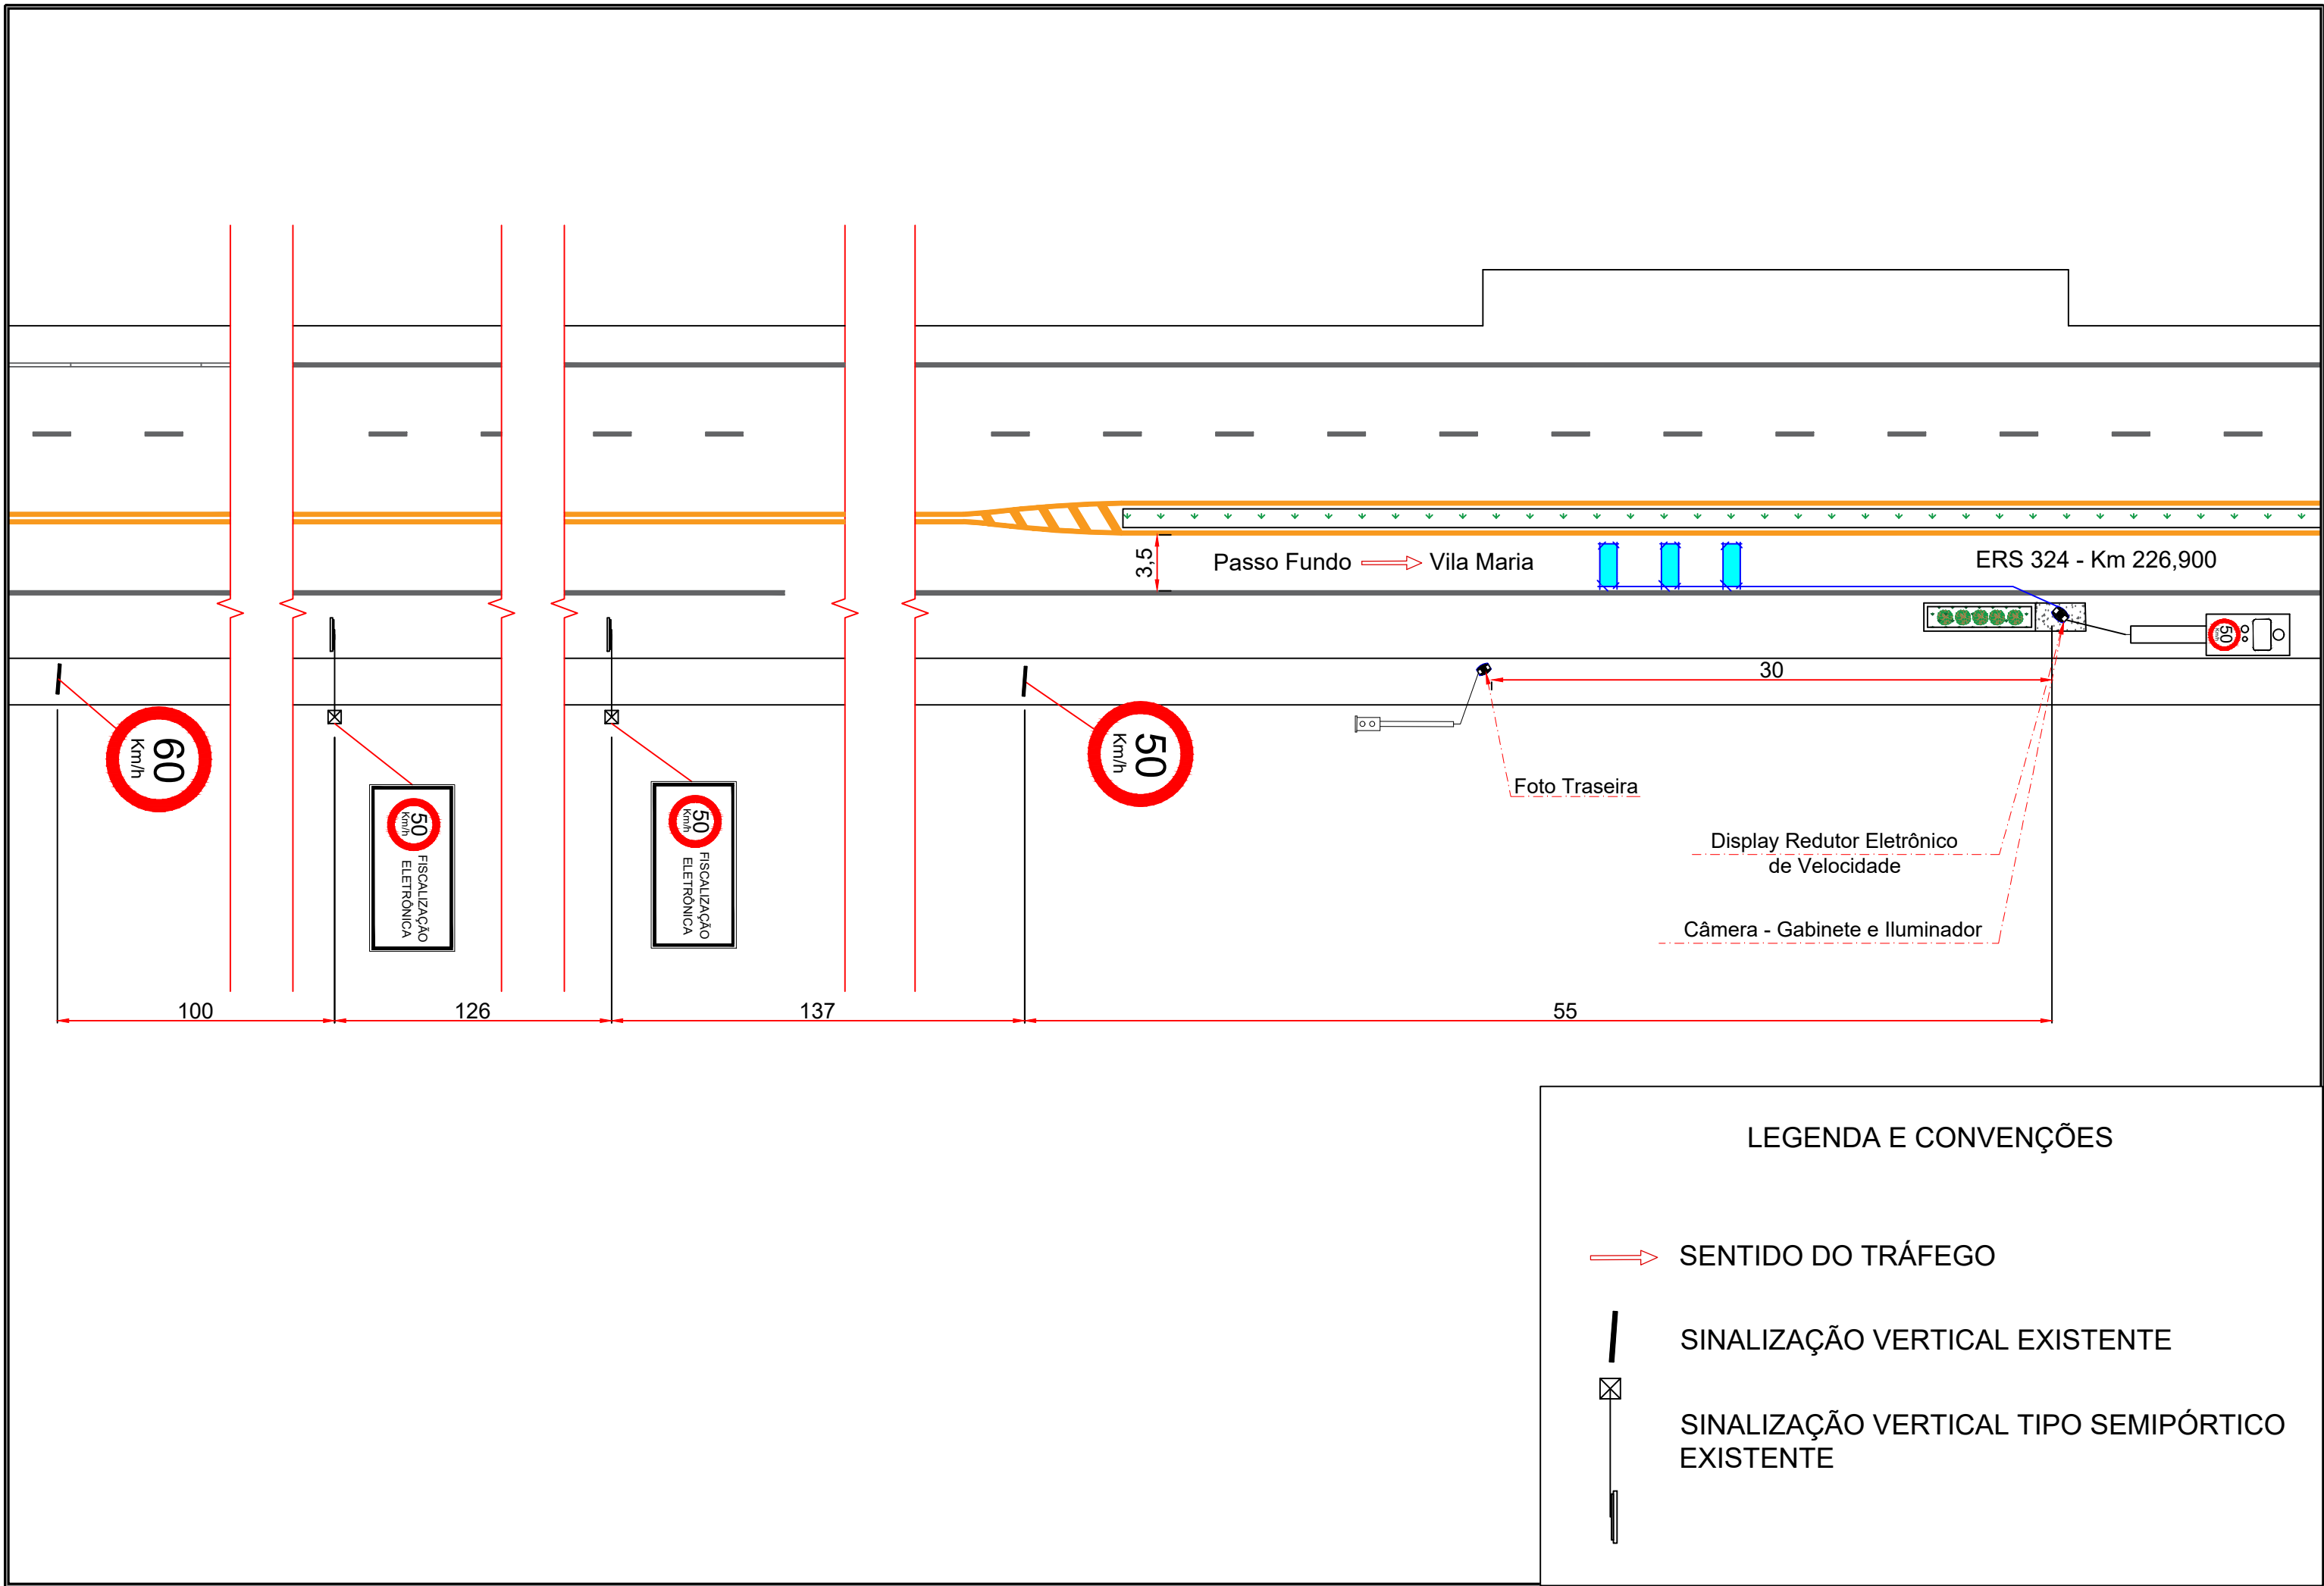 3,5
Passo Fundo
Vila Maria
ERS 324 - Km 226,900
50
Km/h
30
60
Km/h
50
Km/h
FISCALIZAÇÃO
ELETRÔNICA
50
Km/h
FISCALIZAÇÃO
ELETRÔNICA
50
Km/h
Foto Traseira
Display Redutor Eletrônico
de Velocidade
Câmera - Gabinete e Iluminador
100
126
137
55
LEGENDA E CONVENÇÕES
SENTIDO DO TRÁFEGO
SINALIZAÇÃO VERTICAL EXISTENTE
SINALIZAÇÃO VERTICAL TIPO SEMIPÓRTICO
EXISTENTE